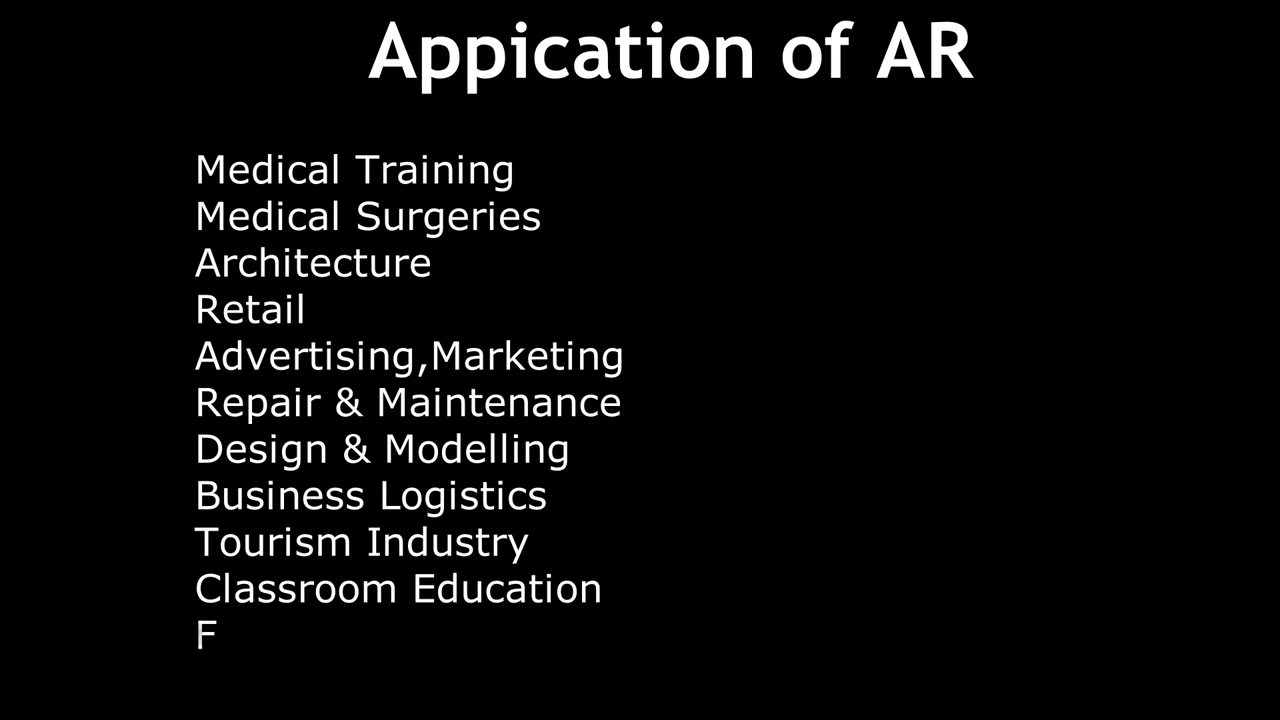 Appication of AR
Medical Training
Medical Surgeries
Architecture
Retail
Advertising,Marketing
Repair & Maintenance
Design & Modelling
Business Logistics
Tourism Industry
Classroom Education
F